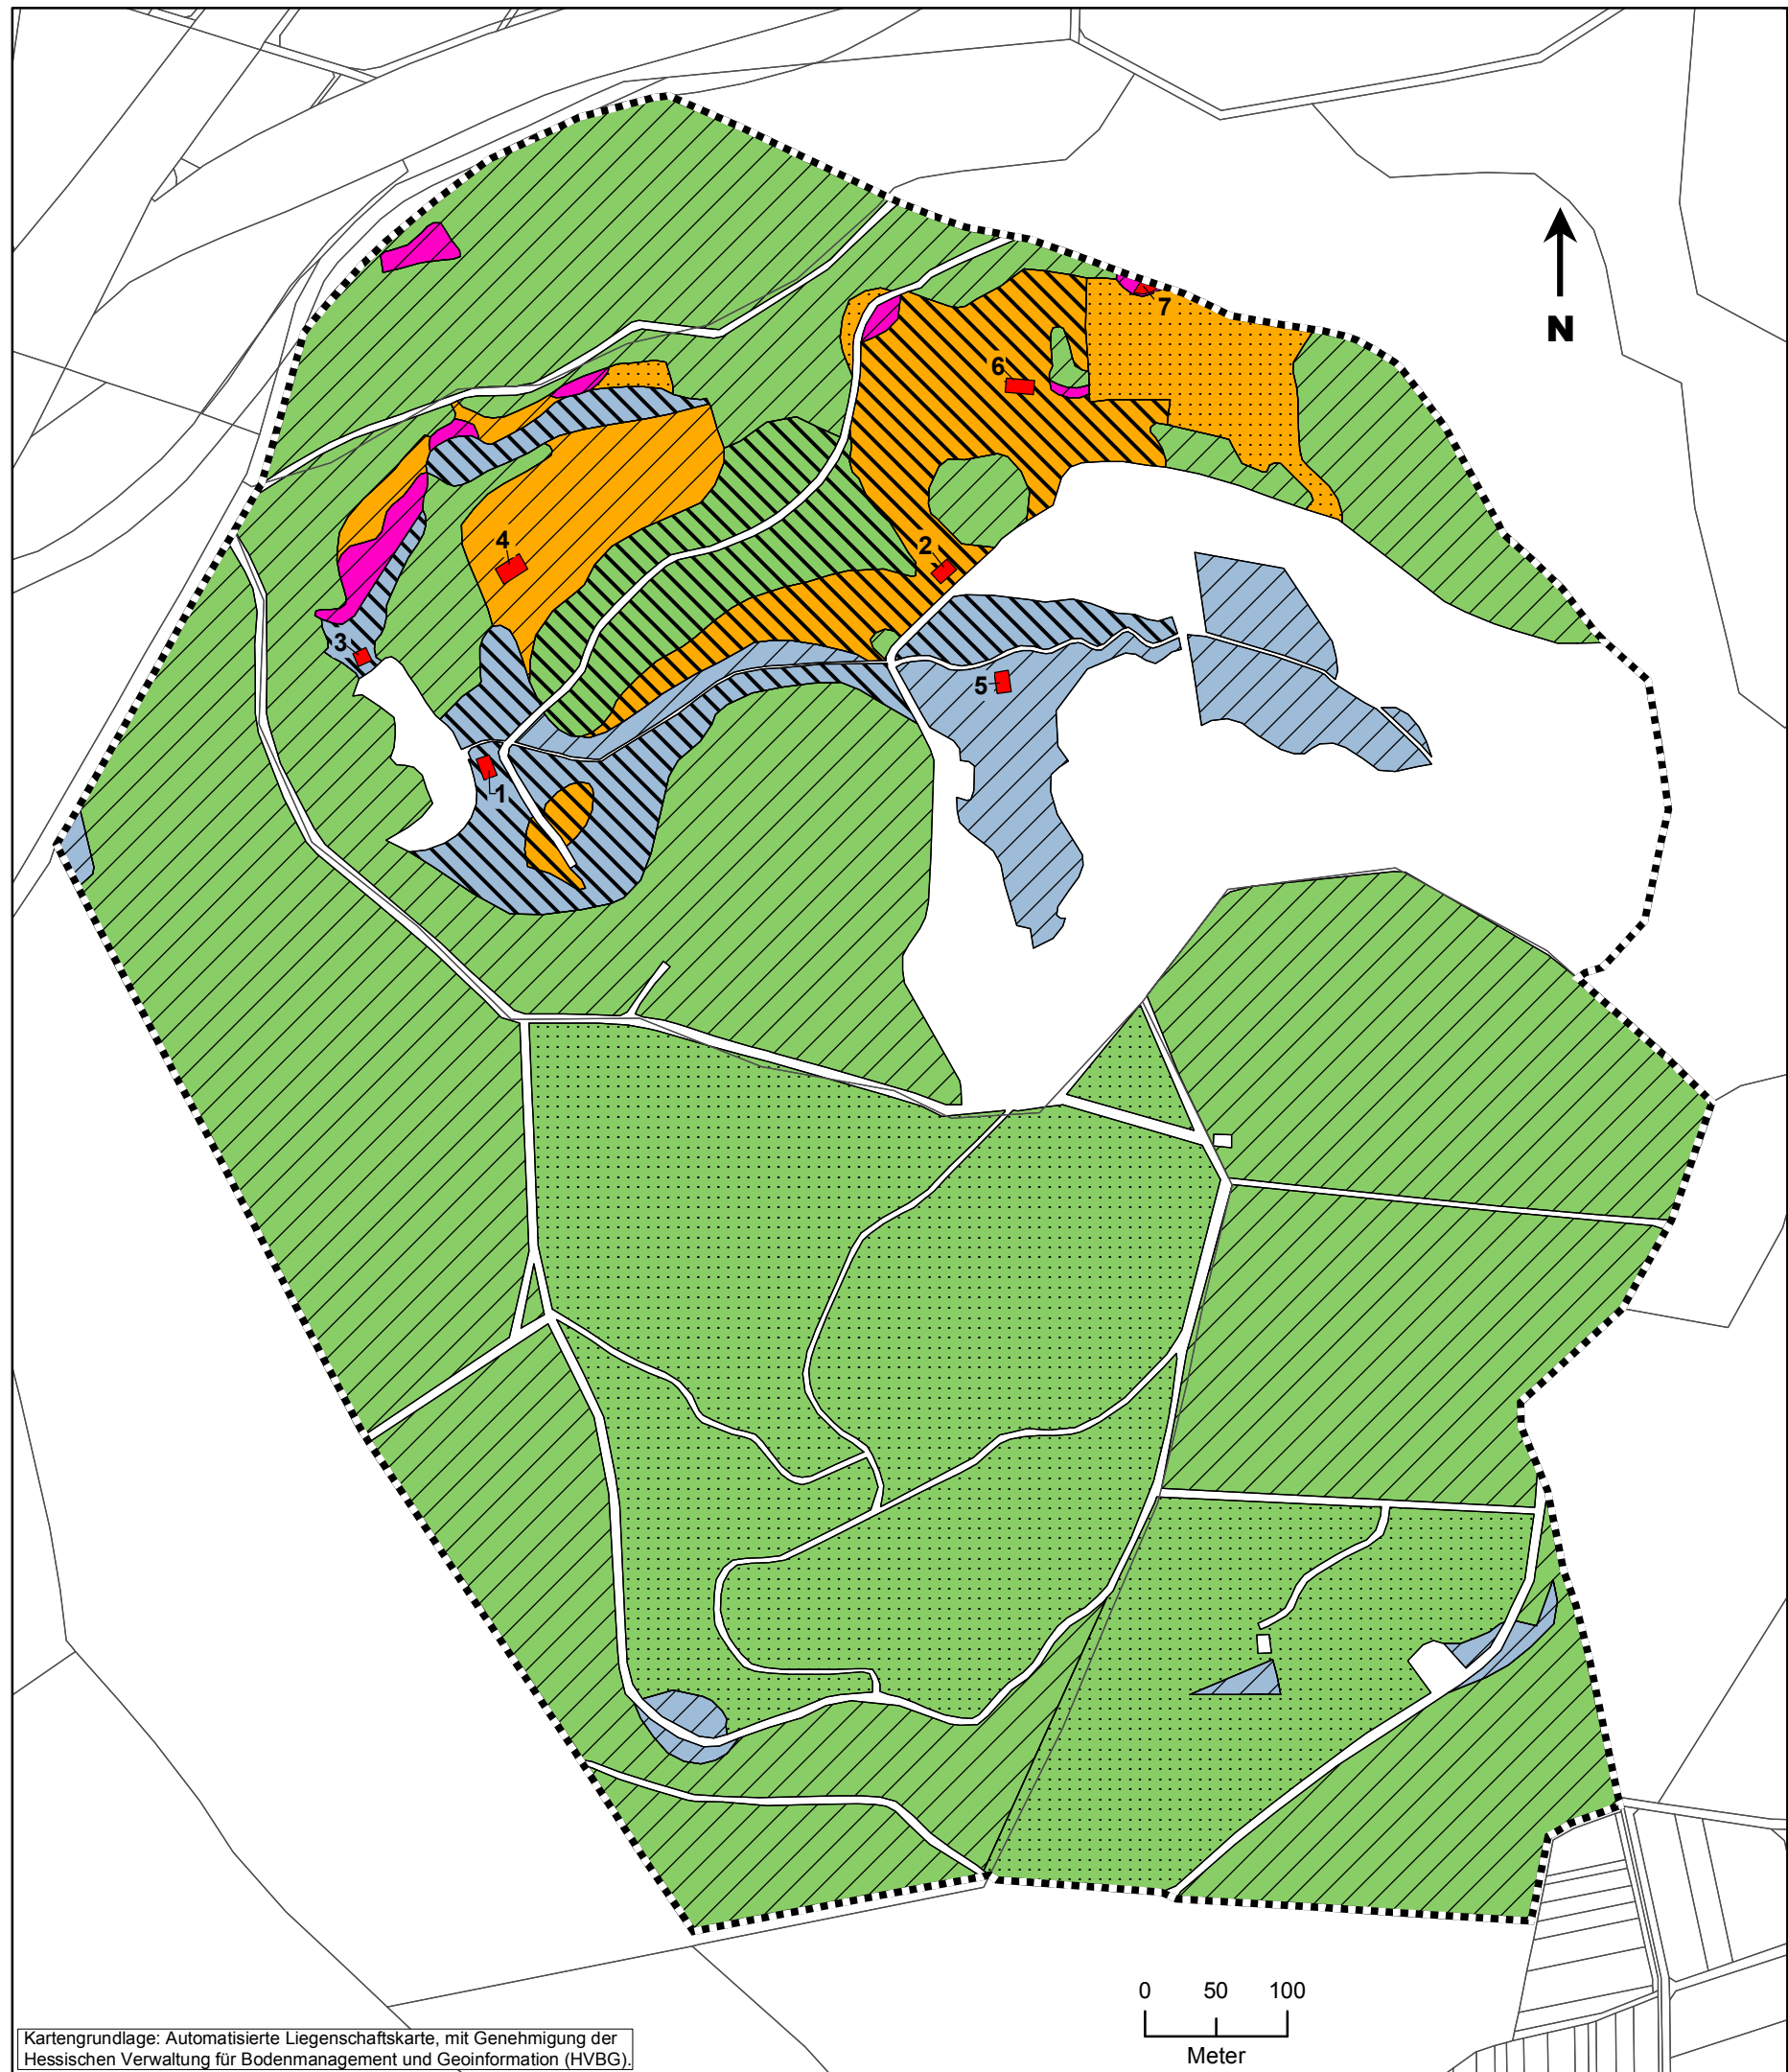 7
N
6
4
2
3
5
1
0 50 100
Meter
Kartengrundlage: Automatisierte Liegenschaftskarte, mit Genehmigung der
Hessischen Verwaltung für Bodenmanagement und Geoinformation (HVBG).